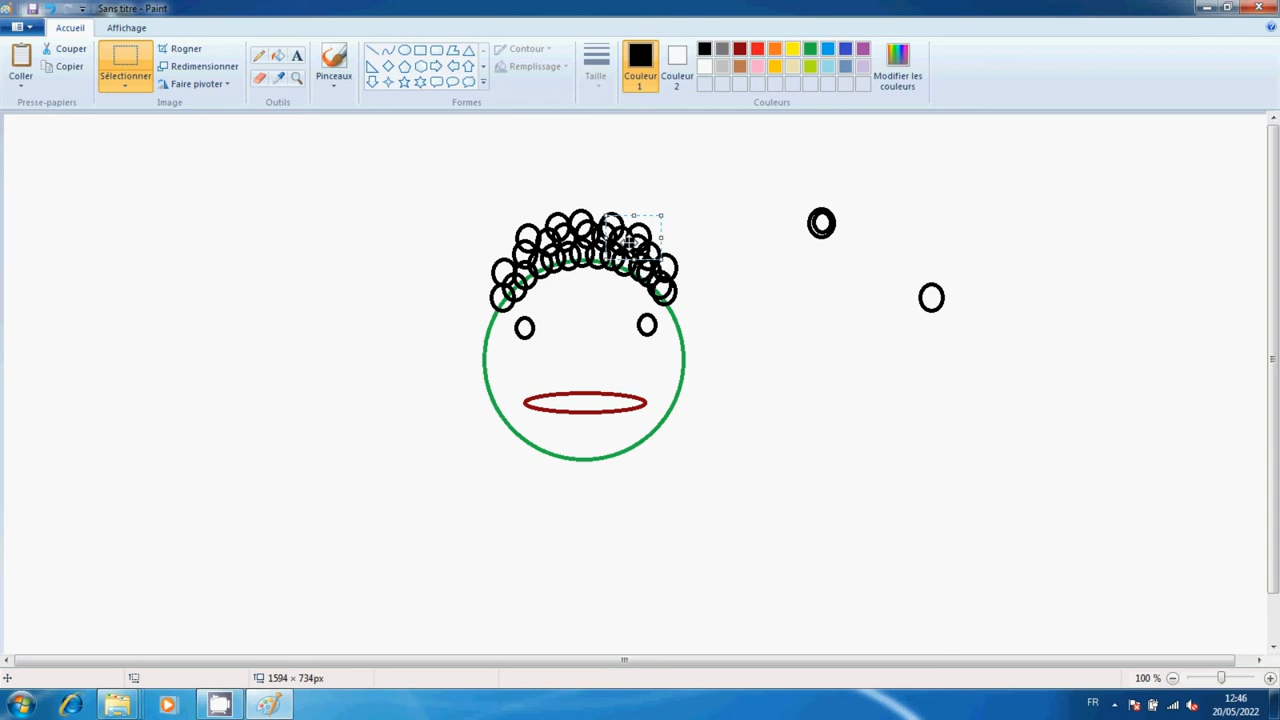 Sans titre - Paint
Accueil Affichage
Coller
Couper
Copier
Presse-papiers
Sélectionner
Rogner
Redimensionner
Faire pivoter
Image
A
Outils
Pinceaux
Contour
Remplissage
Formes
Taille
Couleur
1
Couleur
2
Modifier les
couleurs
Couleurs
1594 × 734px
100 %
FR
12:46
20/05/2022